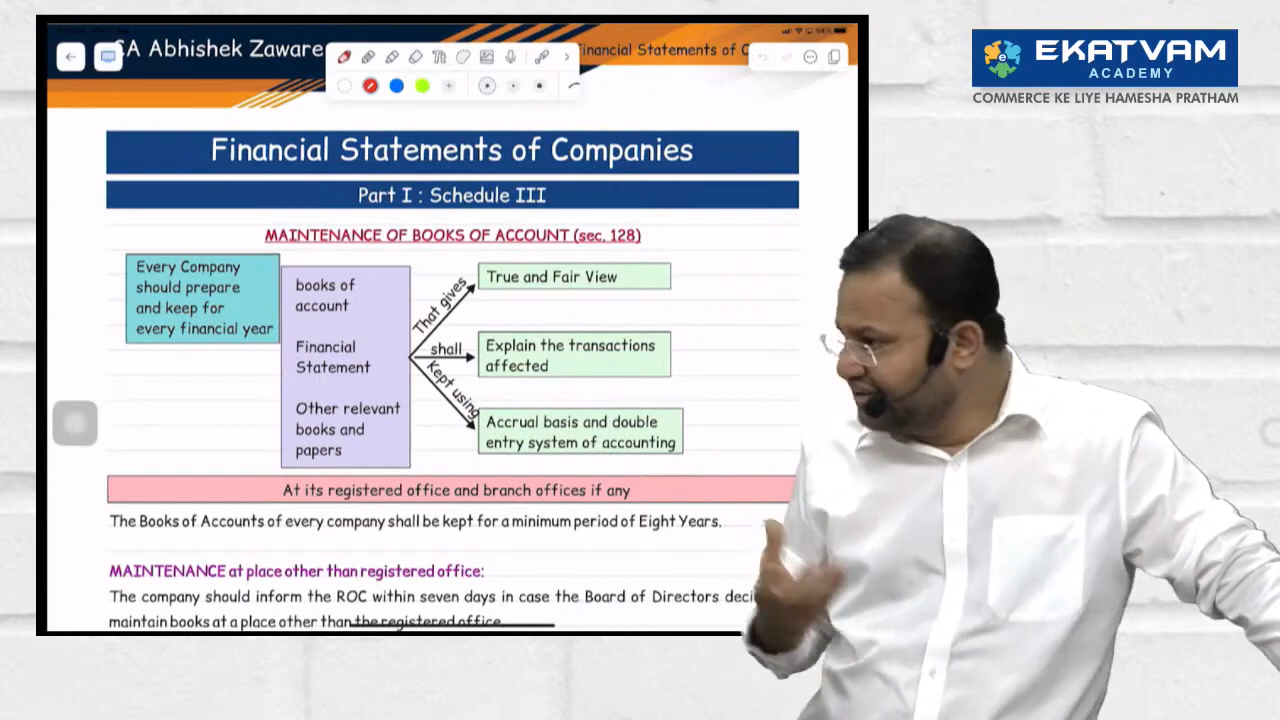 CA Abhishek Zaware
Financial Statements of C
94%
EKATVAM
ACADEMY
COMMERCE KE LIYE HAMESHA PRATHAM
Financial Statements of Companies
Part I : Schedule III
MAINTENANCE OF BOOKS OF ACCOUNT (sec. 128)
Every Company
should prepare
and keep for
every financial year
books of
account
Financial
Statement
Other relevant
books and
papers
That gives
shall
Kept using
True and Fair View
Explain the transactions
affected
Accrual basis and double
entry system of accounting
At its registered office and branch offices if any
The Books of Accounts of every company shall be kept for a minimum period of Eight Years.
MAINTENANCE at place other than registered office:
The company should inform the ROC within seven days in case the Board of Directors deci
maintain books at a place other than the registered office.